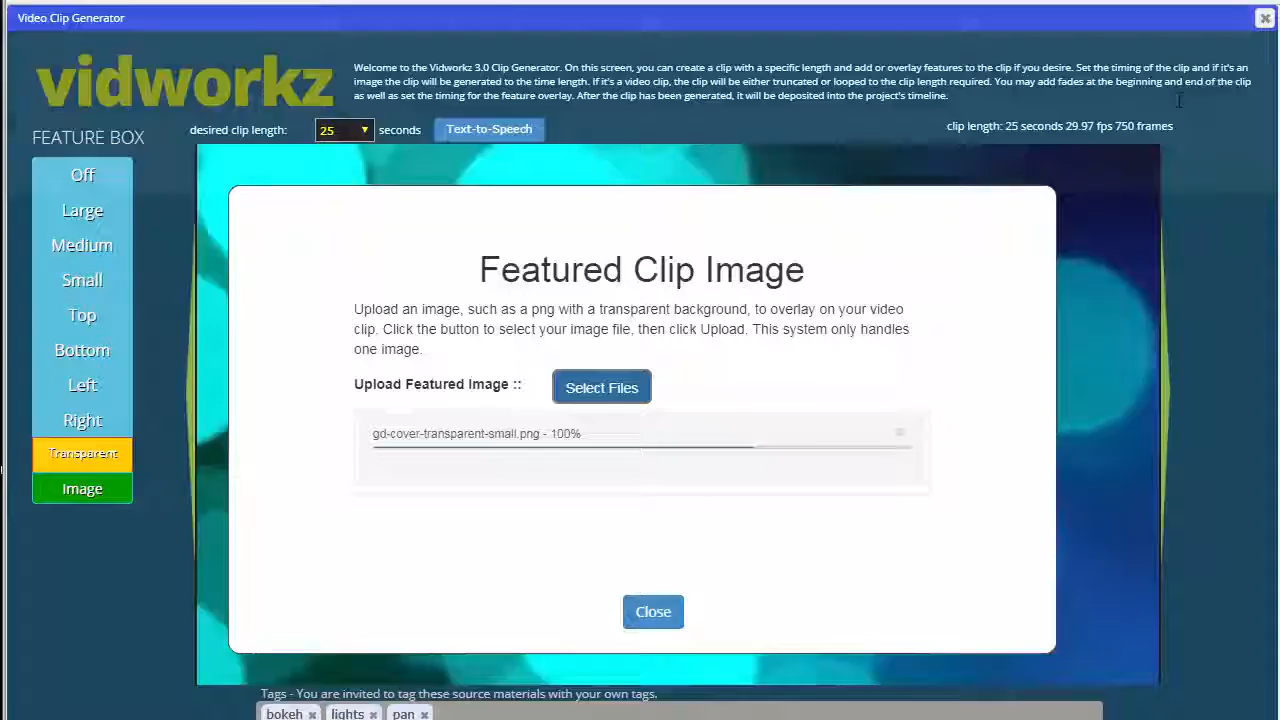 Video Clip Generator
vidworkz
Welcome to the Vidworkz 3.0 Clip Generator. On this screen, you can create a clip with a specific length and add or overlay features to the clip if you desire. Set the timing of the clip and if it's an
image the clip will be generated to the time length. If it's a video clip, the clip will be either truncated or looped to the clip length required. You may add fades at the beginning and end of the clip
as well as set the timing for the feature overlay. After the clip has been generated, it will be deposited into the project's timeline.
FEATURE BOX
desired clip length: 25 seconds Text-to-Speech
clip length: 25 seconds 29.97 fps 750 frames
Off
Large
Medium
Small
Top
Bottom
Left
Right
Transparent
Image
Featured Clip Image
Upload an image, such as a png with a transparent background, to overlay on your video
clip. Click the button to select your image file, then click Upload. This system only handles
one image.
Upload Featured Image :: Select Files
gd-cover-transparent-small.png - 100%
Close
Tags - You are invited to tag these source materials with your own tags.
bokeh × lights × pan ×